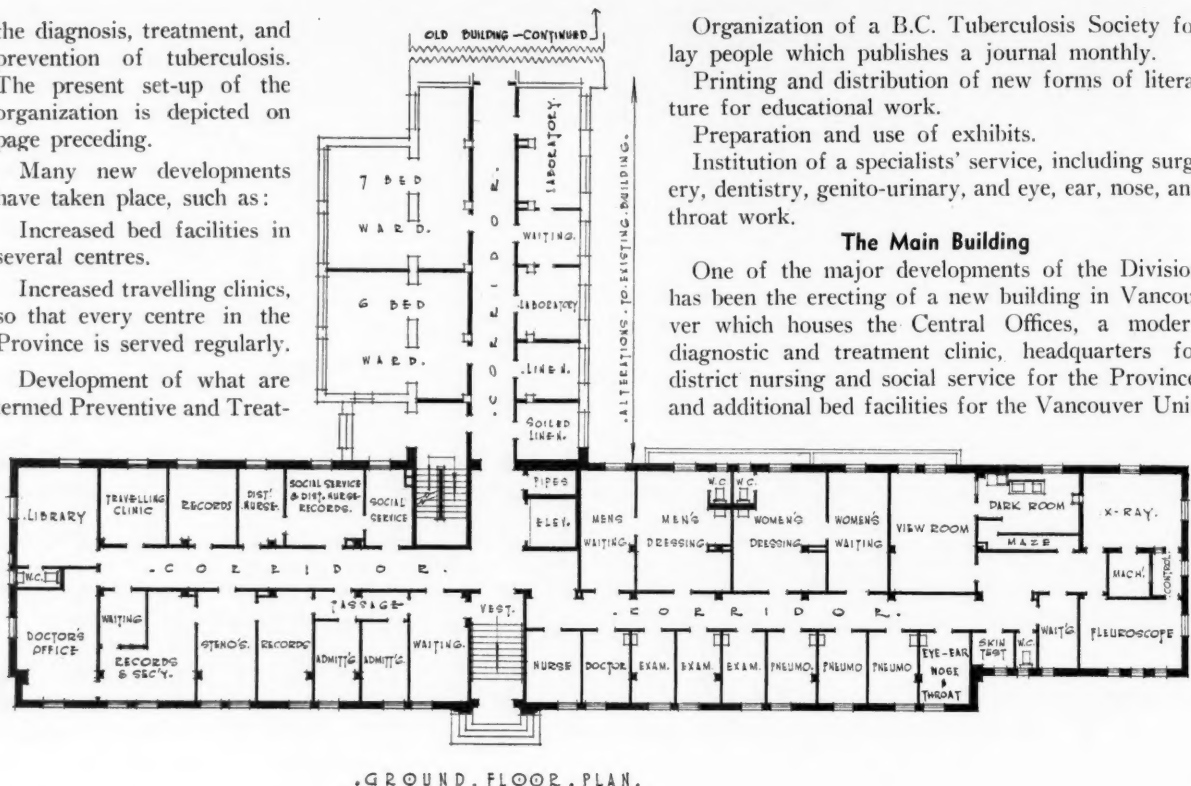 the diagnosis, treatment, and
prevention of tuberculosis.
The present set-up of the
organization is depicted on
page preceding.
Many new developments
have taken place, such as:
Increased bed facilities in
several centres.
Increased travelling clinics,
so that every centre in the
Province is served regularly.
Development of what are
termed Preventive and Treat-
Organization of a B.C. Tuberculosis Society fo
lay people which publishes a journal monthly.
Printing and distribution of new forms of litera
ture for educational work.
Preparation and use of exhibits.
Institution of a specialists' service, including surg
ery, dentistry, genito-urinary, and eye, ear, nose, an
throat work.
The Main Building
One of the major developments of the Divisio
has been the erecting of a new building in Vancou
ver which houses the Central Offices, a moder
diagnostic and treatment clinic, headquarters fo
district nursing and social service for the Province
and additional bed facilities for the Vancouver Uni
OLD BUILDING - CONTINUED
7 BED
WARD.
6 BED
WARD.
.CORRIDOR.
LABORATORY.
WAITING.
.LABORATORY
.LINEN.
SOILED
LINEN.
.ALTERATIONS.TO.EXISTING.BUILDING.
.LIBRARY
TRAVELLING
CLINIC
RECORDS
DIST.
NURSE.
SOCIAL SERVICE
& DIST. NURSE
RECORDS.
SOCIAL
SERVICE
PIPES
ELEV.
MENS
WAITING
MEN'S
DRESSING
W.C.
W.C.
WOMEN'S
DRESSING
WOMEN'S
WAITING
VIEW ROOM
DARK ROOM
MAZE
X-RAY.
MACH.
CONTROL
W.C.
.CORRIDOR.
.CORRIDOR.
DOCTOR'S
OFFICE
WAITING
RECORDS
& SEC'Y.
STENO'S.
RECORDS
PASSAGE
ADMITT'G.
ADMITT'G.
WAITING.
VEST.
NURSE
DOCTOR
EXAM.
EXAM.
EXAM.
PNEUMO.
PNEUMO
PNEUMO
EYE-EAR
NOSE
&
THROAT
SKIN
TEST
W.C.
WAIT'G
FLEUROSCOPE
.GROUND.FLOOR.PLAN.